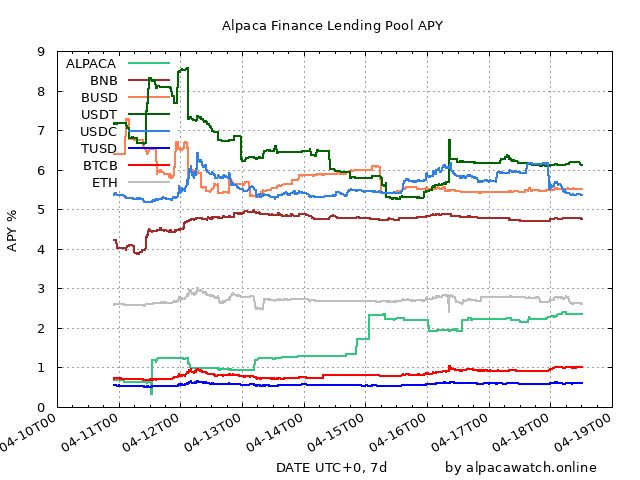 Alpaca Finance Lending Pool APY
9
8
7
6
5
4
3
2
1
0
APY %
ALPACA
BNB
BUSD
USDT
USDC
TUSD
BTCB
ETH
04-10T00
04-11T00
04-12T00
04-13T00
04-14T00
04-15T00
04-16T00
04-17T00
04-18T00
04-19T00
DATE UTC+0, 7d
by alpacawatch.online